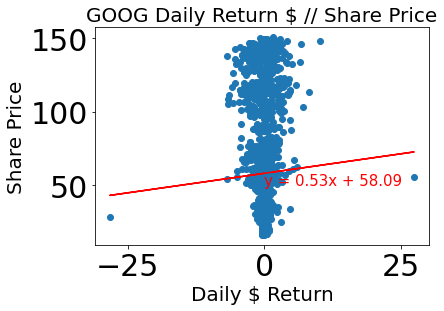 GOOG Daily Return $ // Share Price
150
100
50
Share Price
y = 0.53x + 58.09
−25 0 25
Daily $ Return